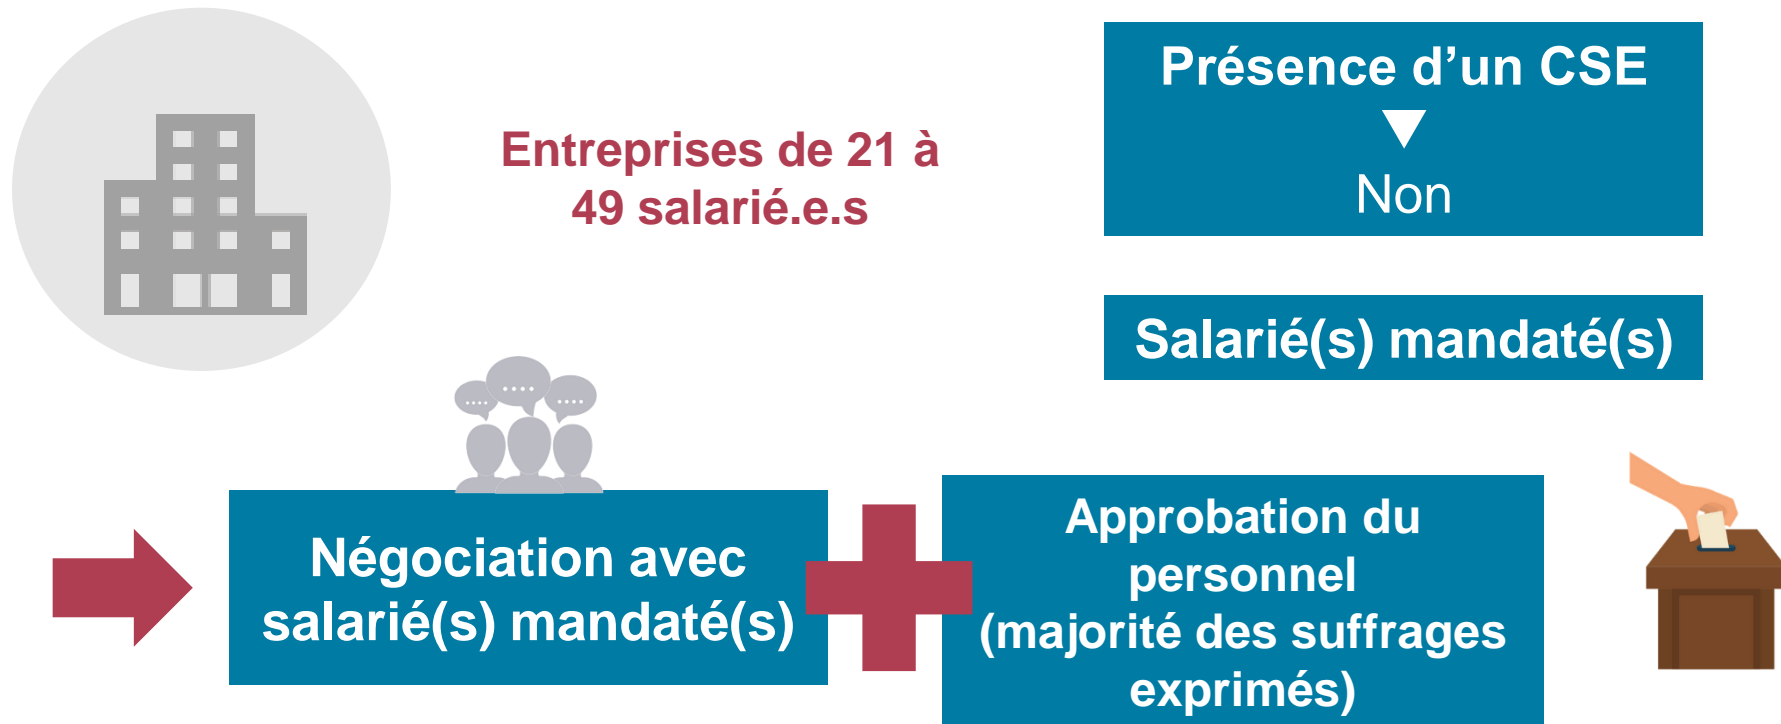 Présence d’un CSE
Non
Entreprises de 21 à
49 salarié.e.s
Salarié(s) mandaté(s)
Négociation avec
salarié(s) mandaté(s)
Approbation du
personnel
(majorité des suffrages
exprimés)